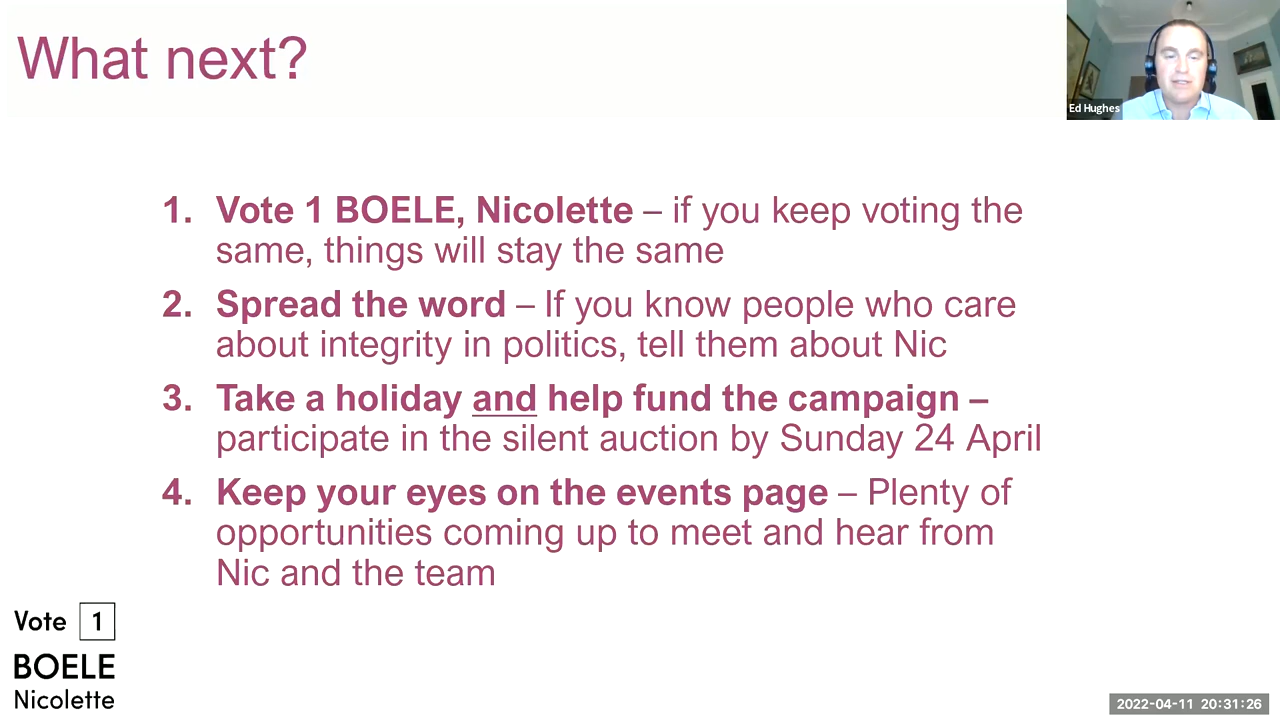 What next?
Ed Hughes
1. Vote 1 BOELE, Nicolette – if you keep voting the
same, things will stay the same
2. Spread the word – If you know people who care
about integrity in politics, tell them about Nic
3. Take a holiday and help fund the campaign –
participate in the silent auction by Sunday 24 April
4. Keep your eyes on the events page – Plenty of
opportunities coming up to meet and hear from
Nic and the team
Vote 1
BOELE
Nicolette
2022-04-11 20:31:26